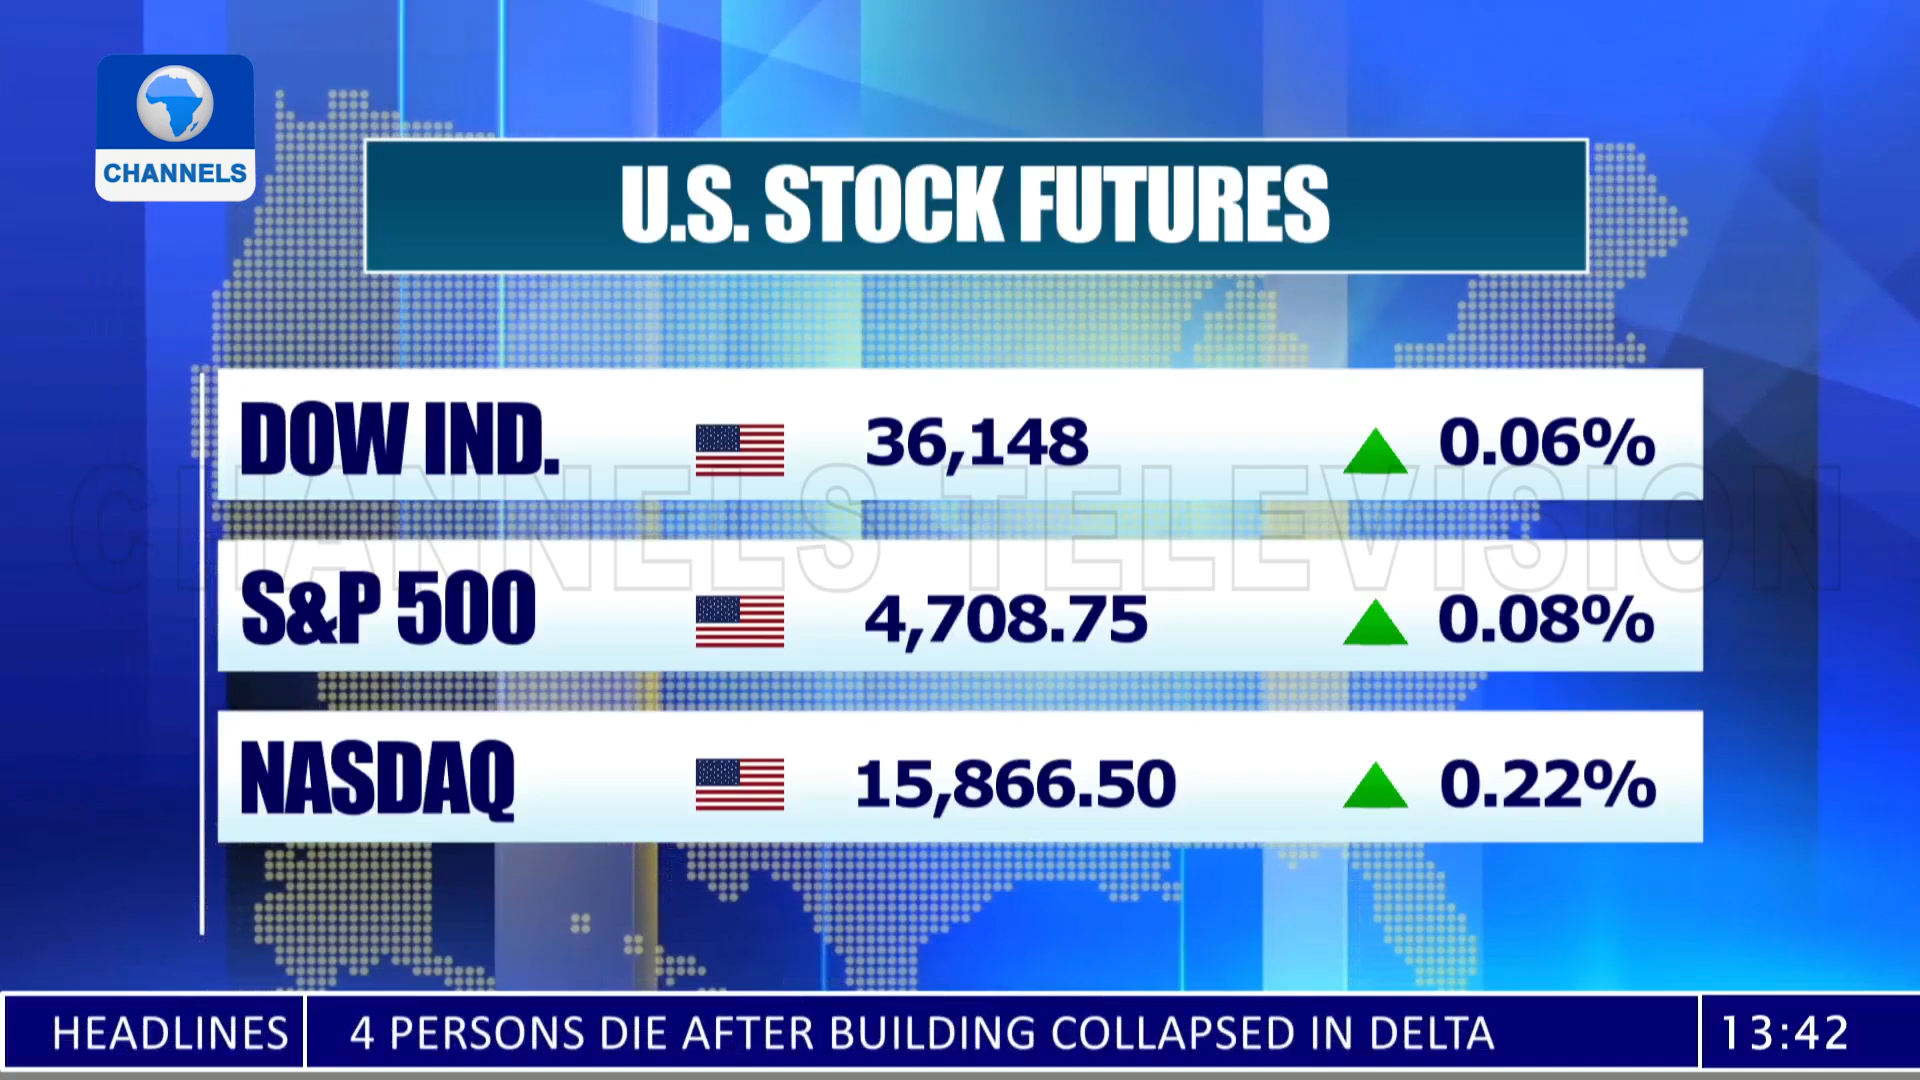 CHANNELS
U.S. STOCK FUTURES
DOW IND. 36,148 0.06%
CHANNELS TELEVISION
S&P 500 4,708.75 0.08%
NASDAQ 15,866.50 0.22%
HEADLINES 4 PERSONS DIE AFTER BUILDING COLLAPSED IN DELTA 13:42